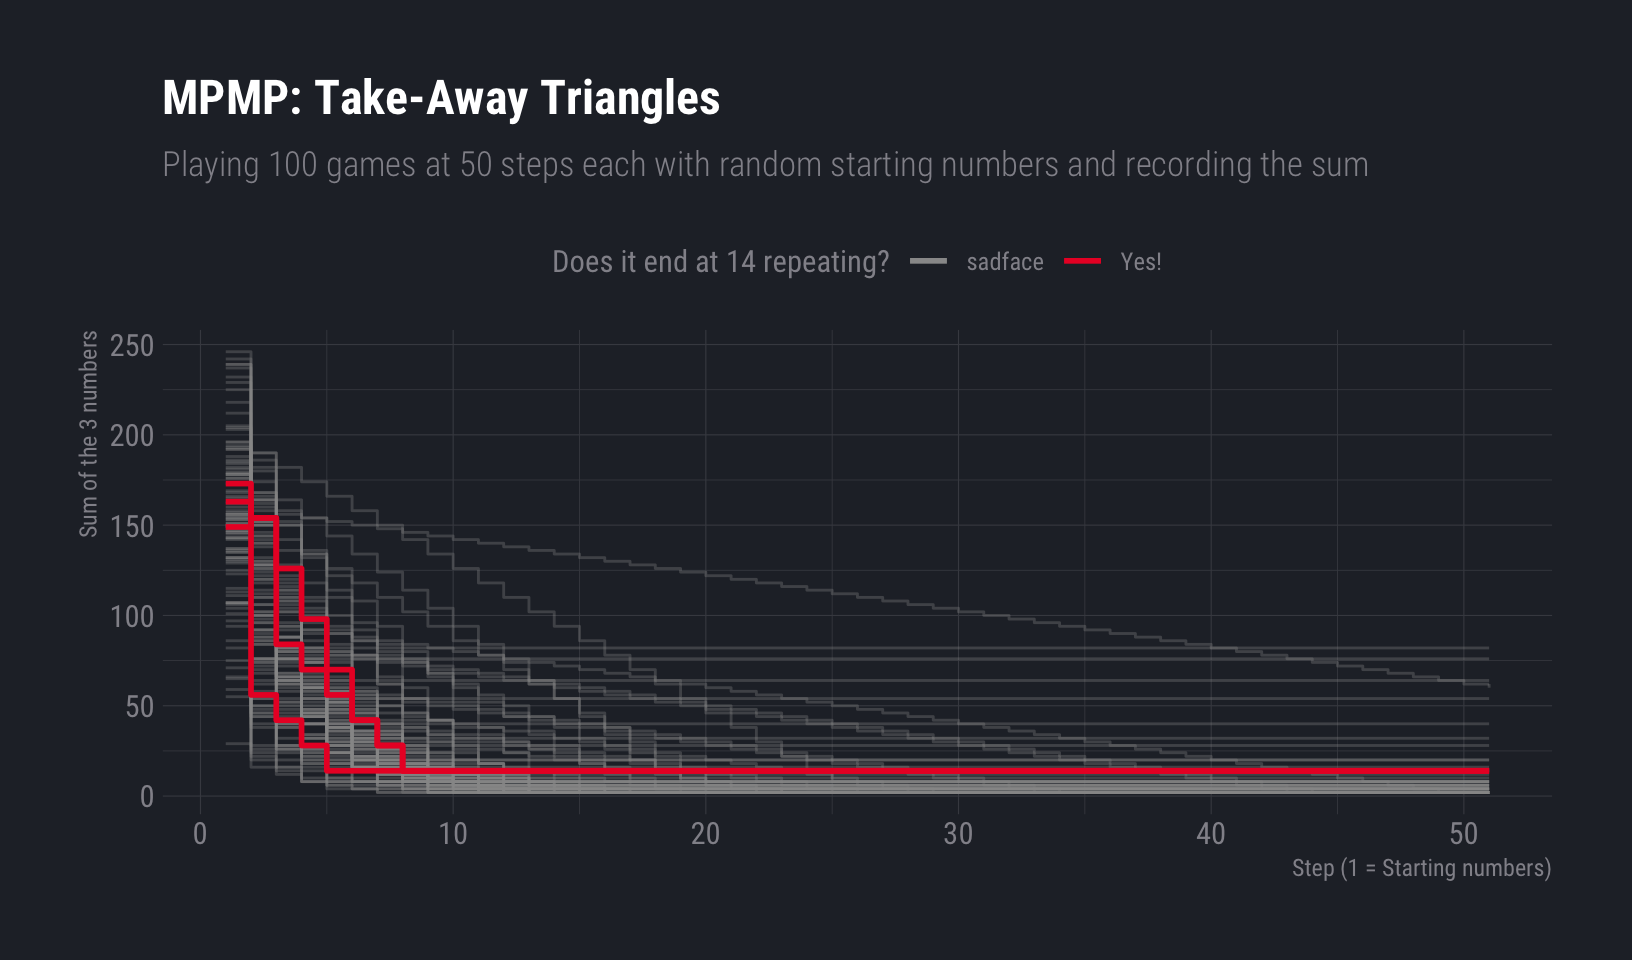 MPMP: Take-Away Triangles
Playing 100 games at 50 steps each with random starting numbers and recording the sum
Does it end at 14 repeating? sadface Yes!
Sum of the 3 numbers
250
200
150
100
50
0
0 10 20 30 40 50
Step (1 = Starting numbers)